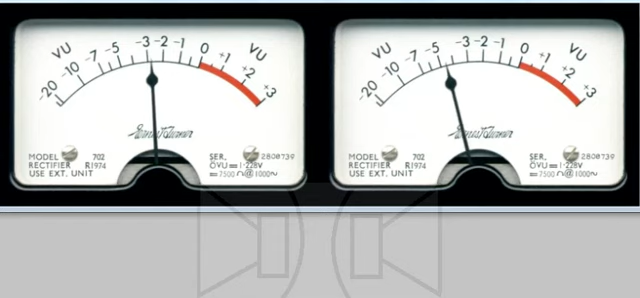 VU -20 -10 -7 -5 -3 -2 -1 0 +1 +2 +3 VU
MODEL 702
RECTIFIER R1974
USE EXT. UNIT
SER, 2808739
0VU=1·228V
=7500 @1000~
VU -20 -10 -7 -5 -3 -2 -1 0 +1 +2 +3 VU
MODEL 702
RECTIFIER R1974
USE EXT. UNIT
SER, 2808739
0VU=1·228V
=7500 @1000~